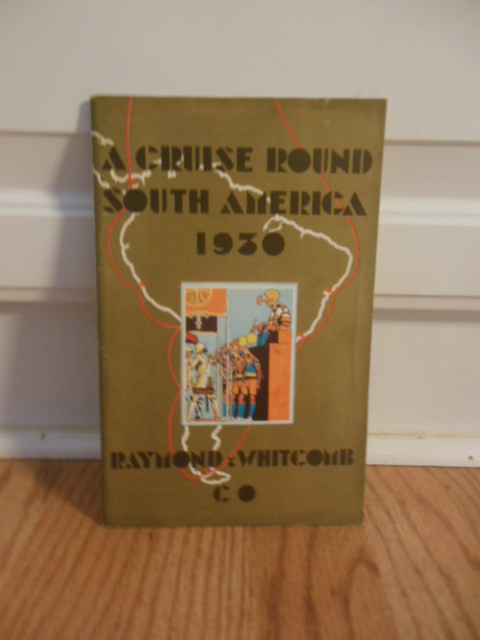 A CRUISE ROUND
SOUTH AMERICA
1930
RAYMOND & WHITCOMB
CO